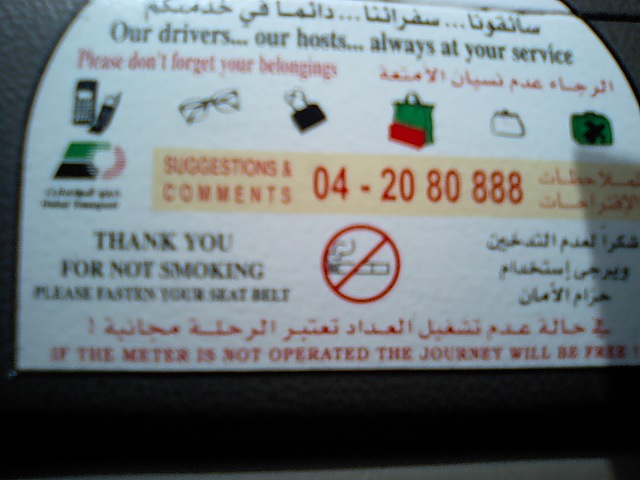 سائقونا... سفرائنا... دائما في خدمتكم
Our drivers... our hosts... always at your service
Please don't forget your belongings
الرجاء عدم نسيان الأمتعة
SUGGESTIONS &
COMMENTS
04 - 20 80 888
للملاحظات
الاقتراحات
THANK YOU
FOR NOT SMOKING
PLEASE FASTEN YOUR SEAT BELT
شكرا لعدم التدخين
ويرجى إستخدام
حزام الأمان
في حالة عدم تشغيل العداد تعتبر الرحلة مجانية !
IF THE METER IS NOT OPERATED THE JOURNEY WILL BE FREE !